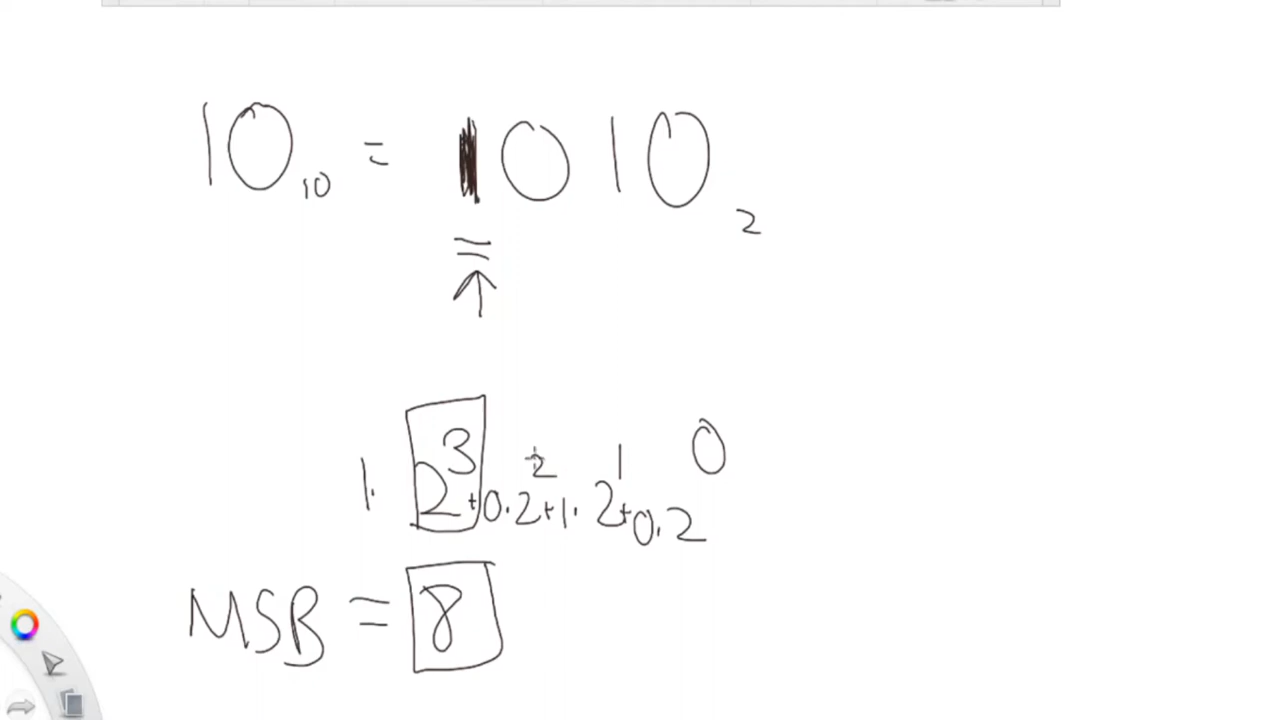 10₁₀ = 1010₂
1. 2³+0.2²+1.2¹+0.2⁰
MSB = 8